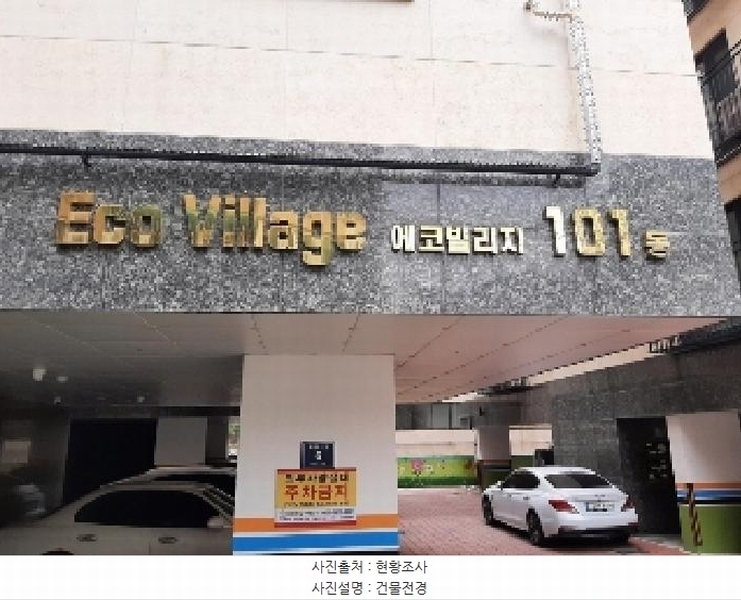 Eco Village 에코빌리지 101동
주차금지
사진출처 : 현황조사
사진설명 : 건물전경